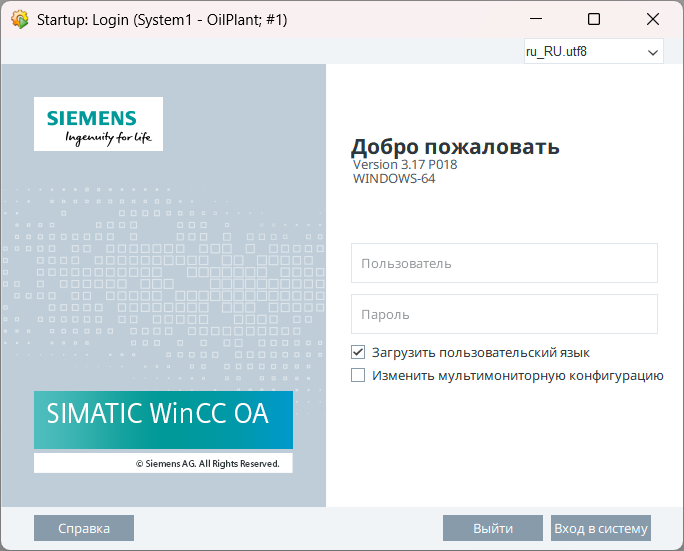 Startup: Login (System1 - OilPlant; #1)
ru_RU.utf8
SIEMENS
Ingenuity for life
Добро пожаловать
Version 3.17 P018
WINDOWS-64
Пользователь
Пароль
Загрузить пользовательский язык
Изменить мультимониторную конфигурацию
SIMATIC WinCC OA
© Siemens AG. All Rights Reserved.
Справка
Выйти
Вход в систему